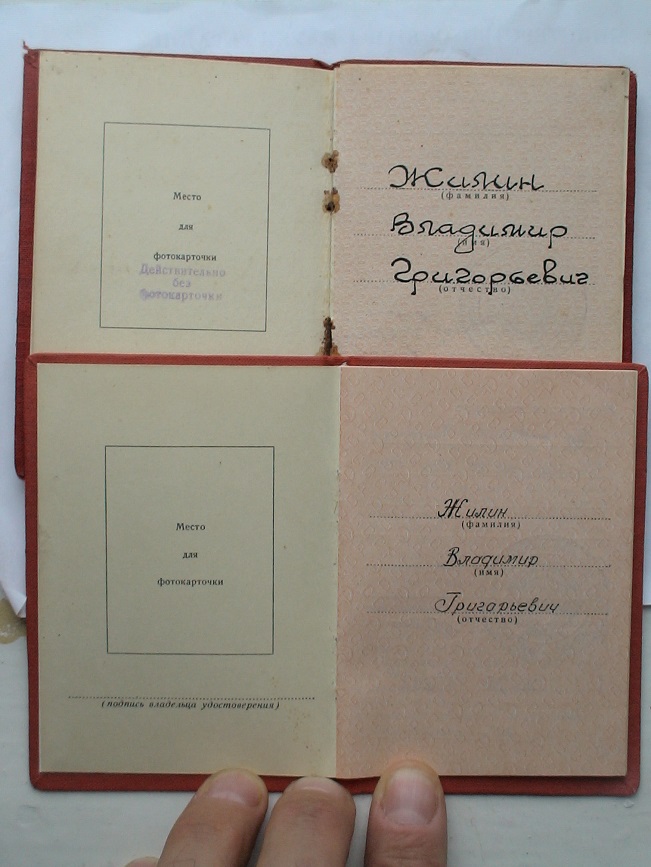 Место
для
фотокарточки
Действительно
без
фотокарточки
Жилин
(фамилия)
Владимир
(имя)
Григорьевич
(отчество)
Место
для
фотокарточки
(подпись владельца удостоверения)
Жилин
(фамилия)
Владимир
(имя)
Григарьевич
(отчество)